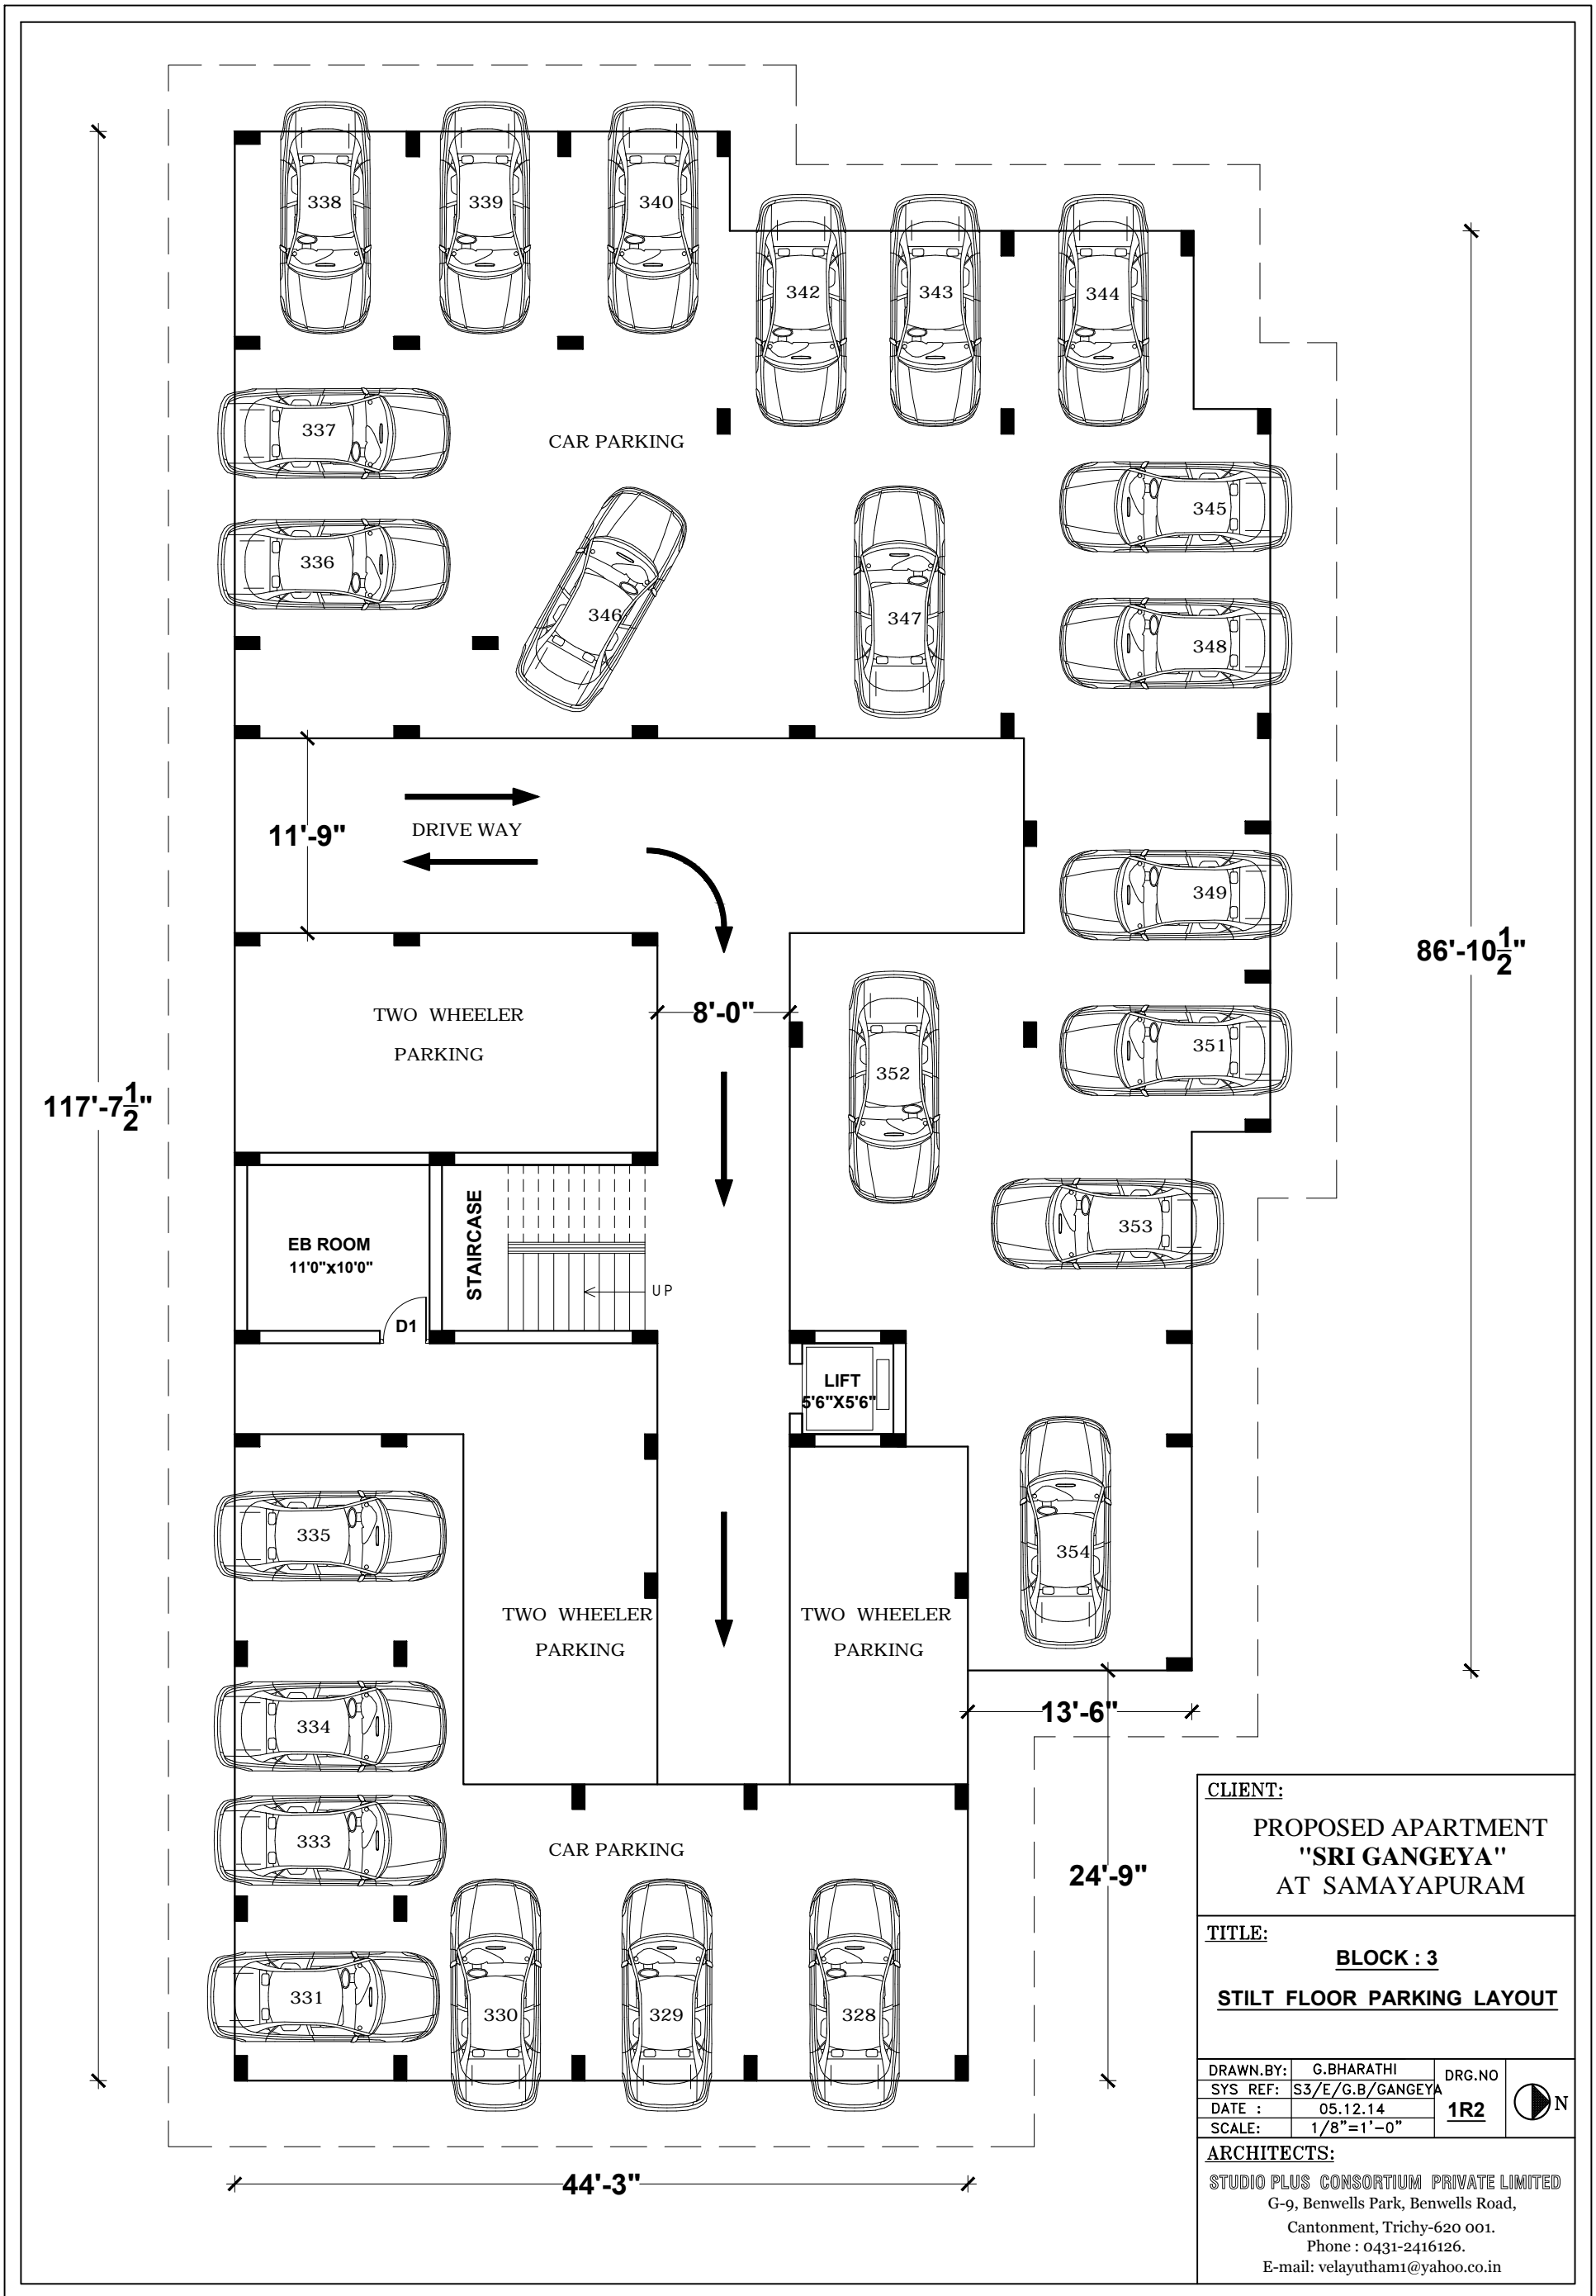 338
339
340
342
343
344
337
CAR PARKING
345
336
346
347
348
11'-9"
DRIVE WAY
349
86'-10 1/2"
TWO WHEELER
PARKING
8'-0"
351
352
117'-7 1/2"
353
EB ROOM
11'0"x10'0"
STAIRCASE
UP
D1
LIFT
5'6"X5'6"
335
354
TWO WHEELER
PARKING
TWO WHEELER
PARKING
334
13'-6"
333
CAR PARKING
24'-9"
331
330
329
328
44'-3"
CLIENT:
PROPOSED APARTMENT
"SRI GANGEYA"
AT SAMAYAPURAM
TITLE:
BLOCK : 3
STILT FLOOR PARKING LAYOUT
DRAWN.BY: G.BHARATHI
SYS REF: S3/E/G.B/GANGEYA
DATE : 05.12.14
SCALE: 1/8"=1'-0"
DRG.NO
1R2
N
ARCHITECTS:
STUDIO PLUS CONSORTIUM PRIVATE LIMITED
G-9, Benwells Park, Benwells Road,
Cantonment, Trichy-620 001.
Phone : 0431-2416126.
E-mail: velayutham1@yahoo.co.in